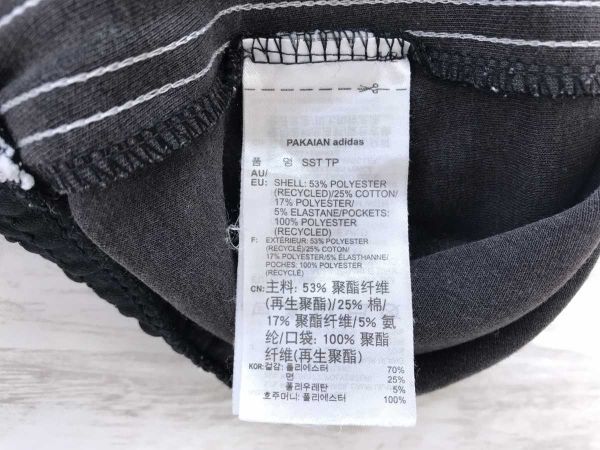 PAKAIAN adidas
품 명 SST TP
AU/
EU: SHELL: 53% POLYESTER
(RECYCLED)/25% COTTON/
17% POLYESTER/
5% ELASTANE/POCKETS:
100% POLYESTER
(RECYCLED)
F: EXTÉRIEUR: 53% POLYESTER
(RECYCLÉ)/25% COTON/
17% POLYESTER/5% ÉLASTHANNE/
POCHES: 100% POLYESTER
(RECYCLÉ)
CN: 主料: 53% 聚酯纤维
(再生聚酯)/25% 棉/
17% 聚酯纤维/5% 氨
纶/口袋: 100% 聚酯
纤维(再生聚酯)
KOR: 겉감: 폴리에스터 70%
면 25%
폴리우레탄 5%
호주머니: 폴리에스터 100%